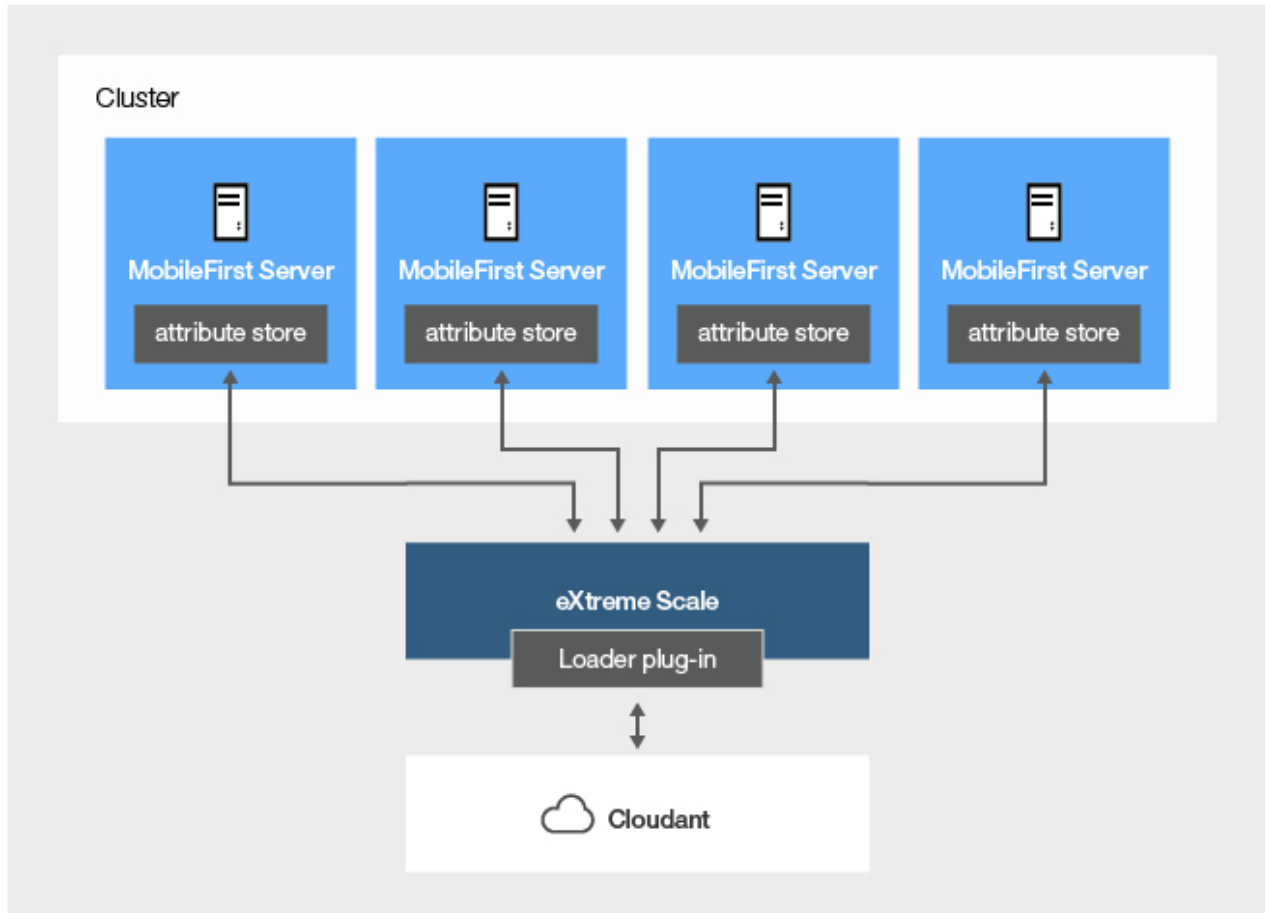 Cluster
MobileFirst Server
MobileFirst Server
MobileFirst Server
MobileFirst Server
attribute store
attribute store
attribute store
attribute store
eXtreme Scale
Loader plug-in
Cloudant